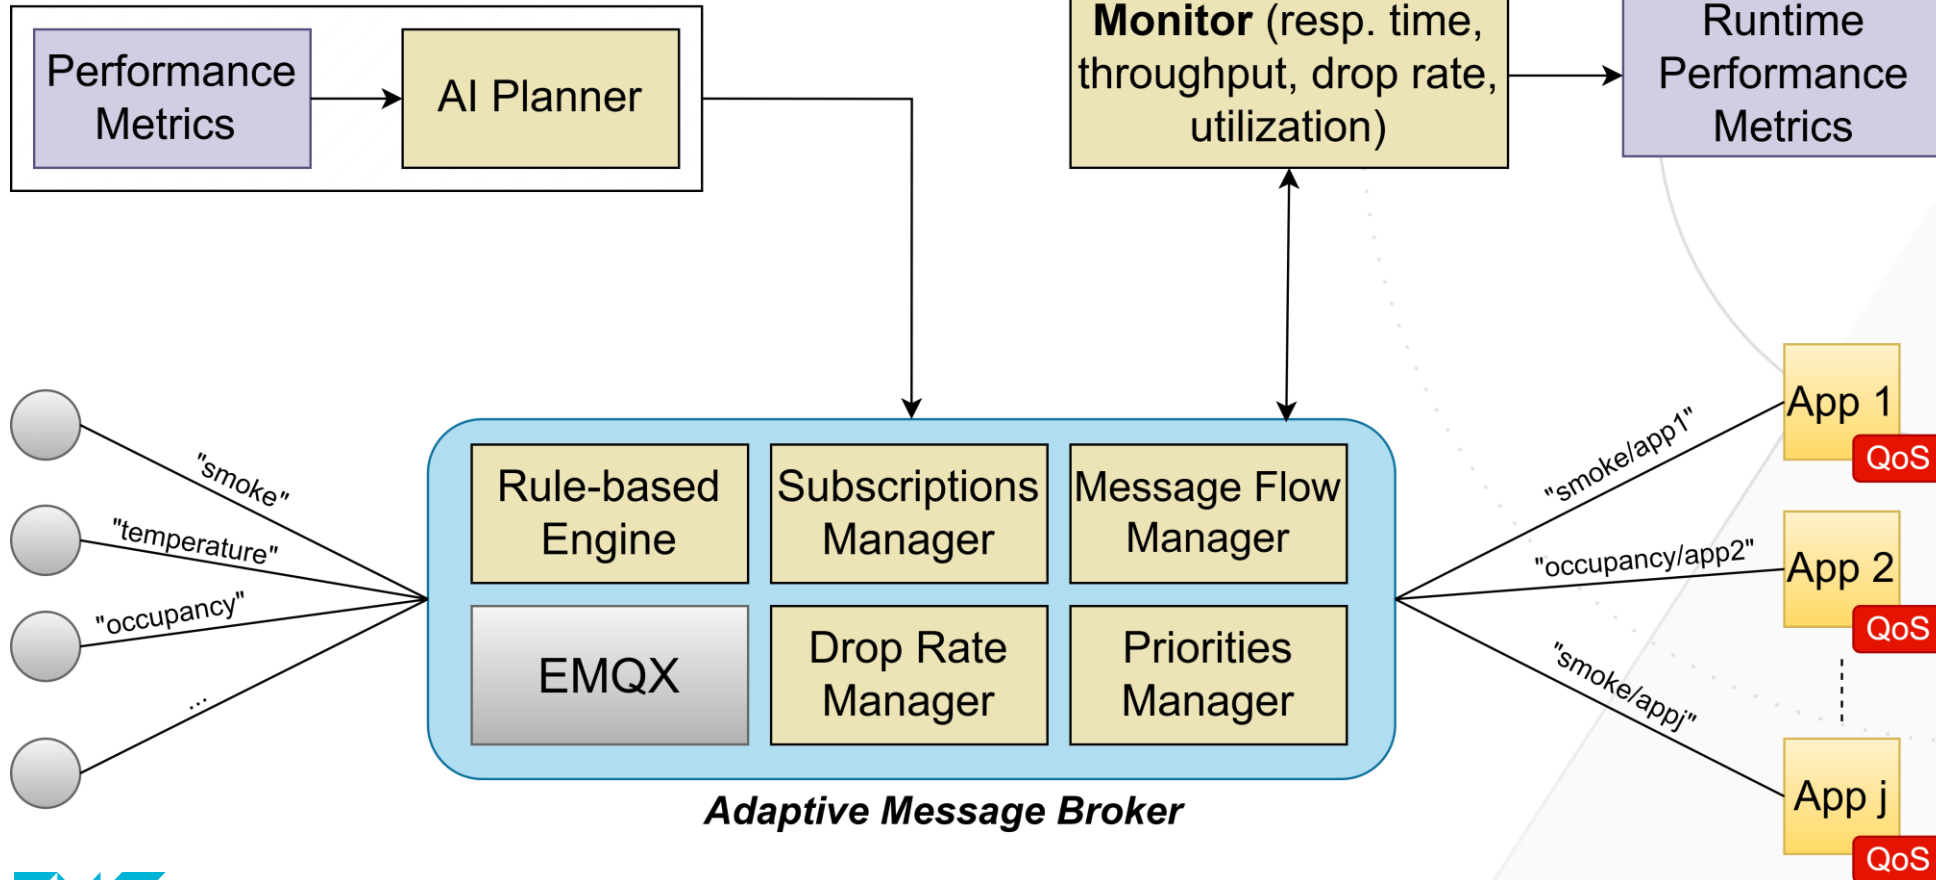 Performance
Metrics
AI Planner
Monitor (resp. time,
throughput, drop rate,
utilization)
Runtime
Performance
Metrics
"smoke"
"temperature"
"occupancy"
...
Rule-based
Engine
Subscriptions
Manager
Message Flow
Manager
EMQX
Drop Rate
Manager
Priorities
Manager
Adaptive Message Broker
"smoke/app1"
"occupancy/app2"
"smoke/appj"
App 1
QoS
App 2
QoS
App j
QoS